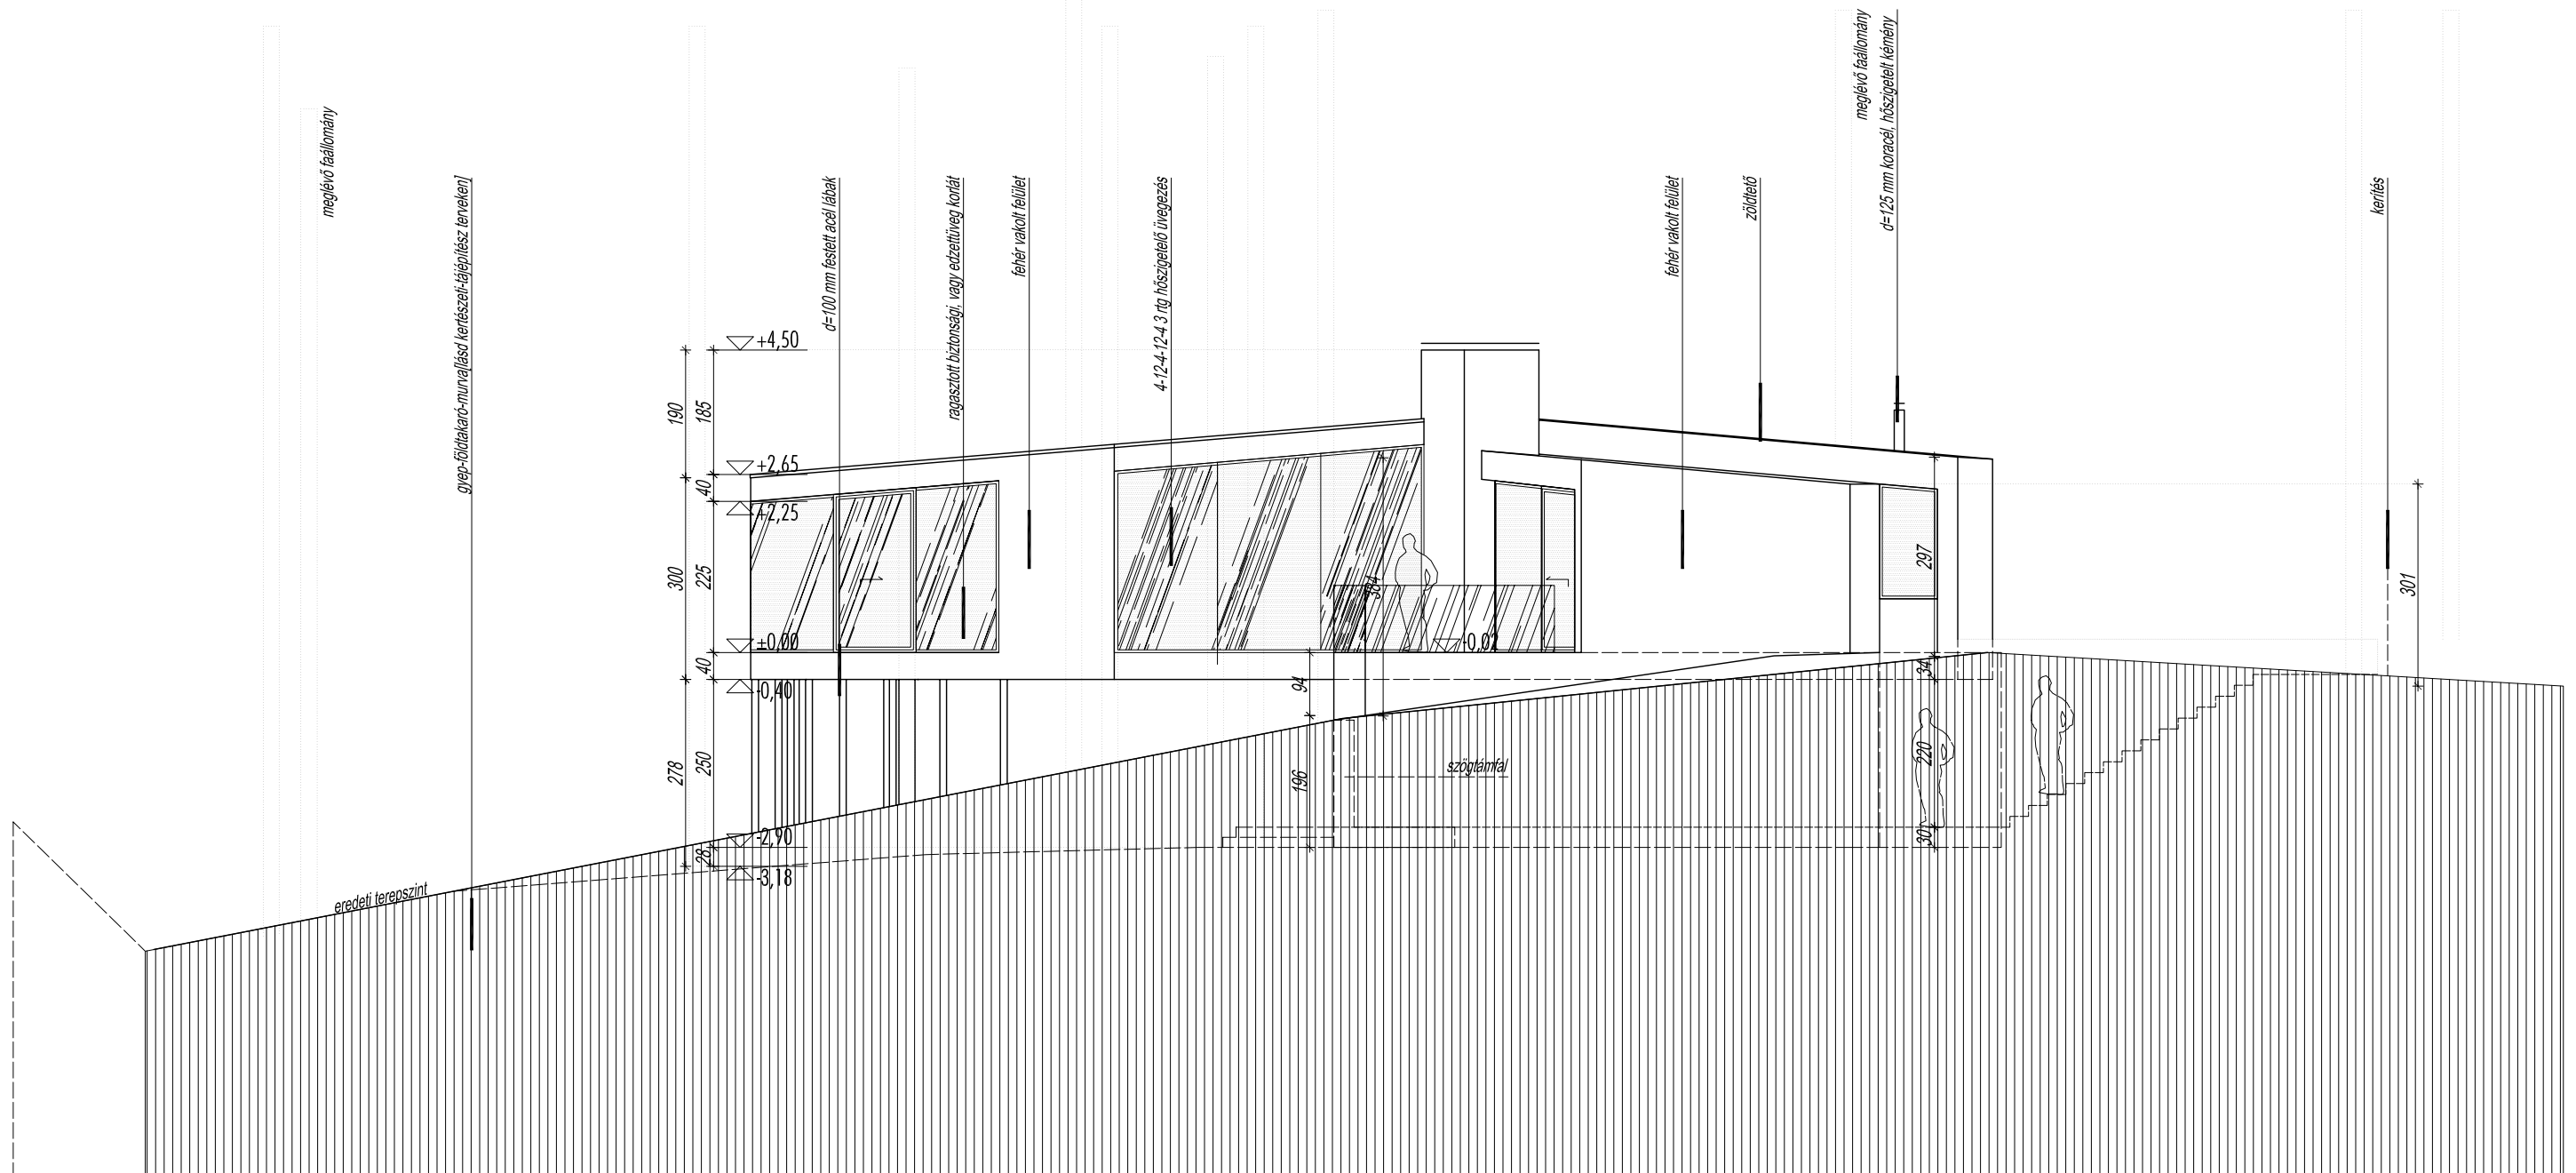 meglévő faállomány
gyep-földtakaró-murva[lásd kertészeti-tájépítész terveken]
d=100 mm festett acél lábak
ragasztott biztonsági, vagy edzettüveg korlát
fehér vakolt felület
4-12-4-12-4 3 rtg hőszigetelő üvegezés
fehér vakolt felület
zöldtető
meglévő faállomány
d=125 mm koracél, hőszigetelt kémény
kerítés
+4,50
190
185
+2,65
40
+2,25
300
225
±0,00
40
-0,40
278
250
-2,90
28
-3,18
384
-0,02
94
196
szögtámfal
297
34
220
30
301
eredeti terepszint